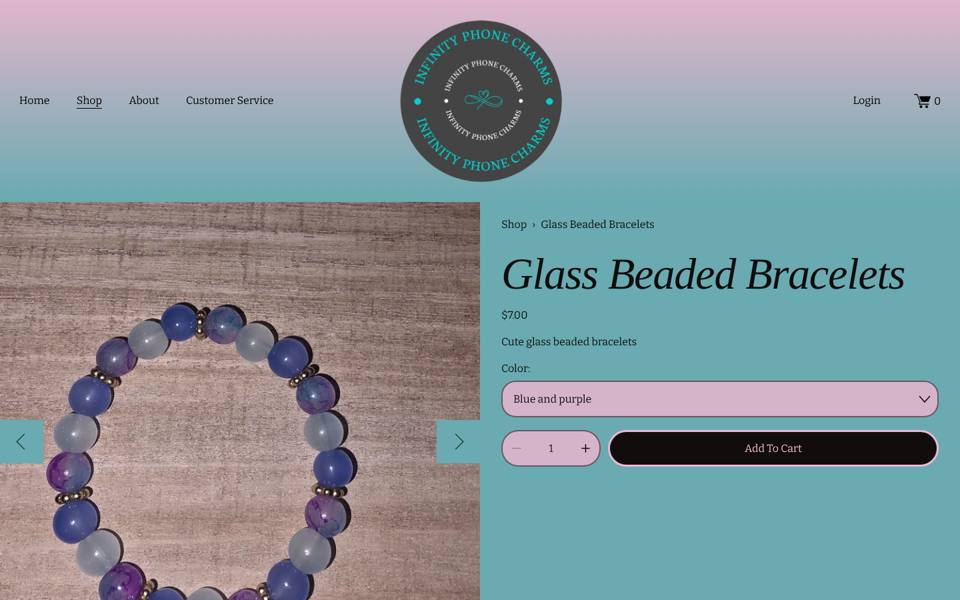 Home
Shop
About
Customer Service
INFINITY PHONE CHARMS
INFINITY PHONE CHARMS
INFINITY PHONE CHARMS
INFINITY PHONE CHARMS
Login
0
Shop › Glass Beaded Bracelets
Glass Beaded Bracelets
$7.00
Cute glass beaded bracelets
Color:
Blue and purple
1
Add To Cart